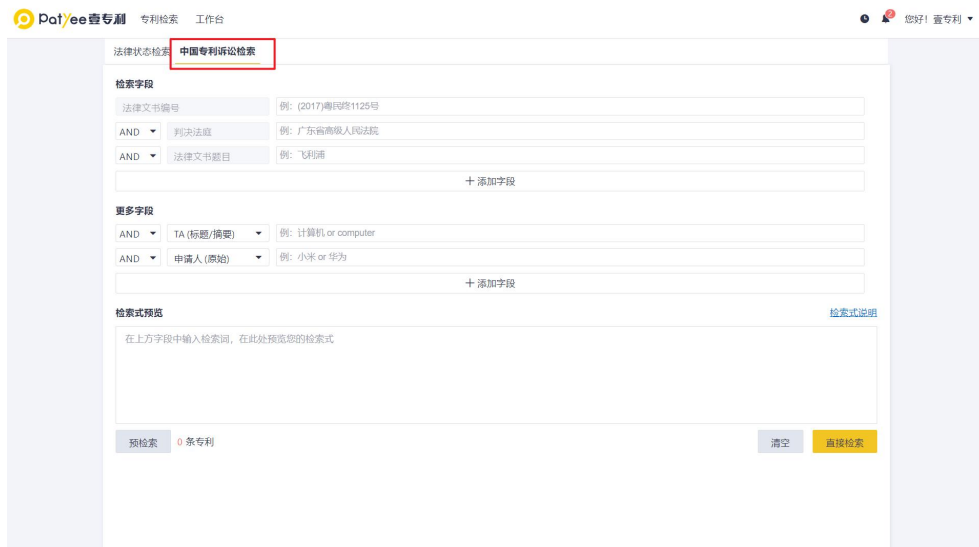 Patyee壹专利 专利检索 工作台 2 您好！壹专利
法律状态检索 中国专利诉讼检索
检索字段
法律文书编号 例：(2017)粤民终1125号
AND 判决法庭 例：广东省高级人民法院
AND 法律文书题目 例：飞利浦
＋添加字段
更多字段
AND TA (标题/摘要) 例：计算机 or computer
AND 申请人 (原始) 例：小米 or 华为
＋添加字段
检索式预览 检索式说明
在上方字段中输入检索词，在此处预览您的检索式
预检索 0 条专利 清空 直接检索